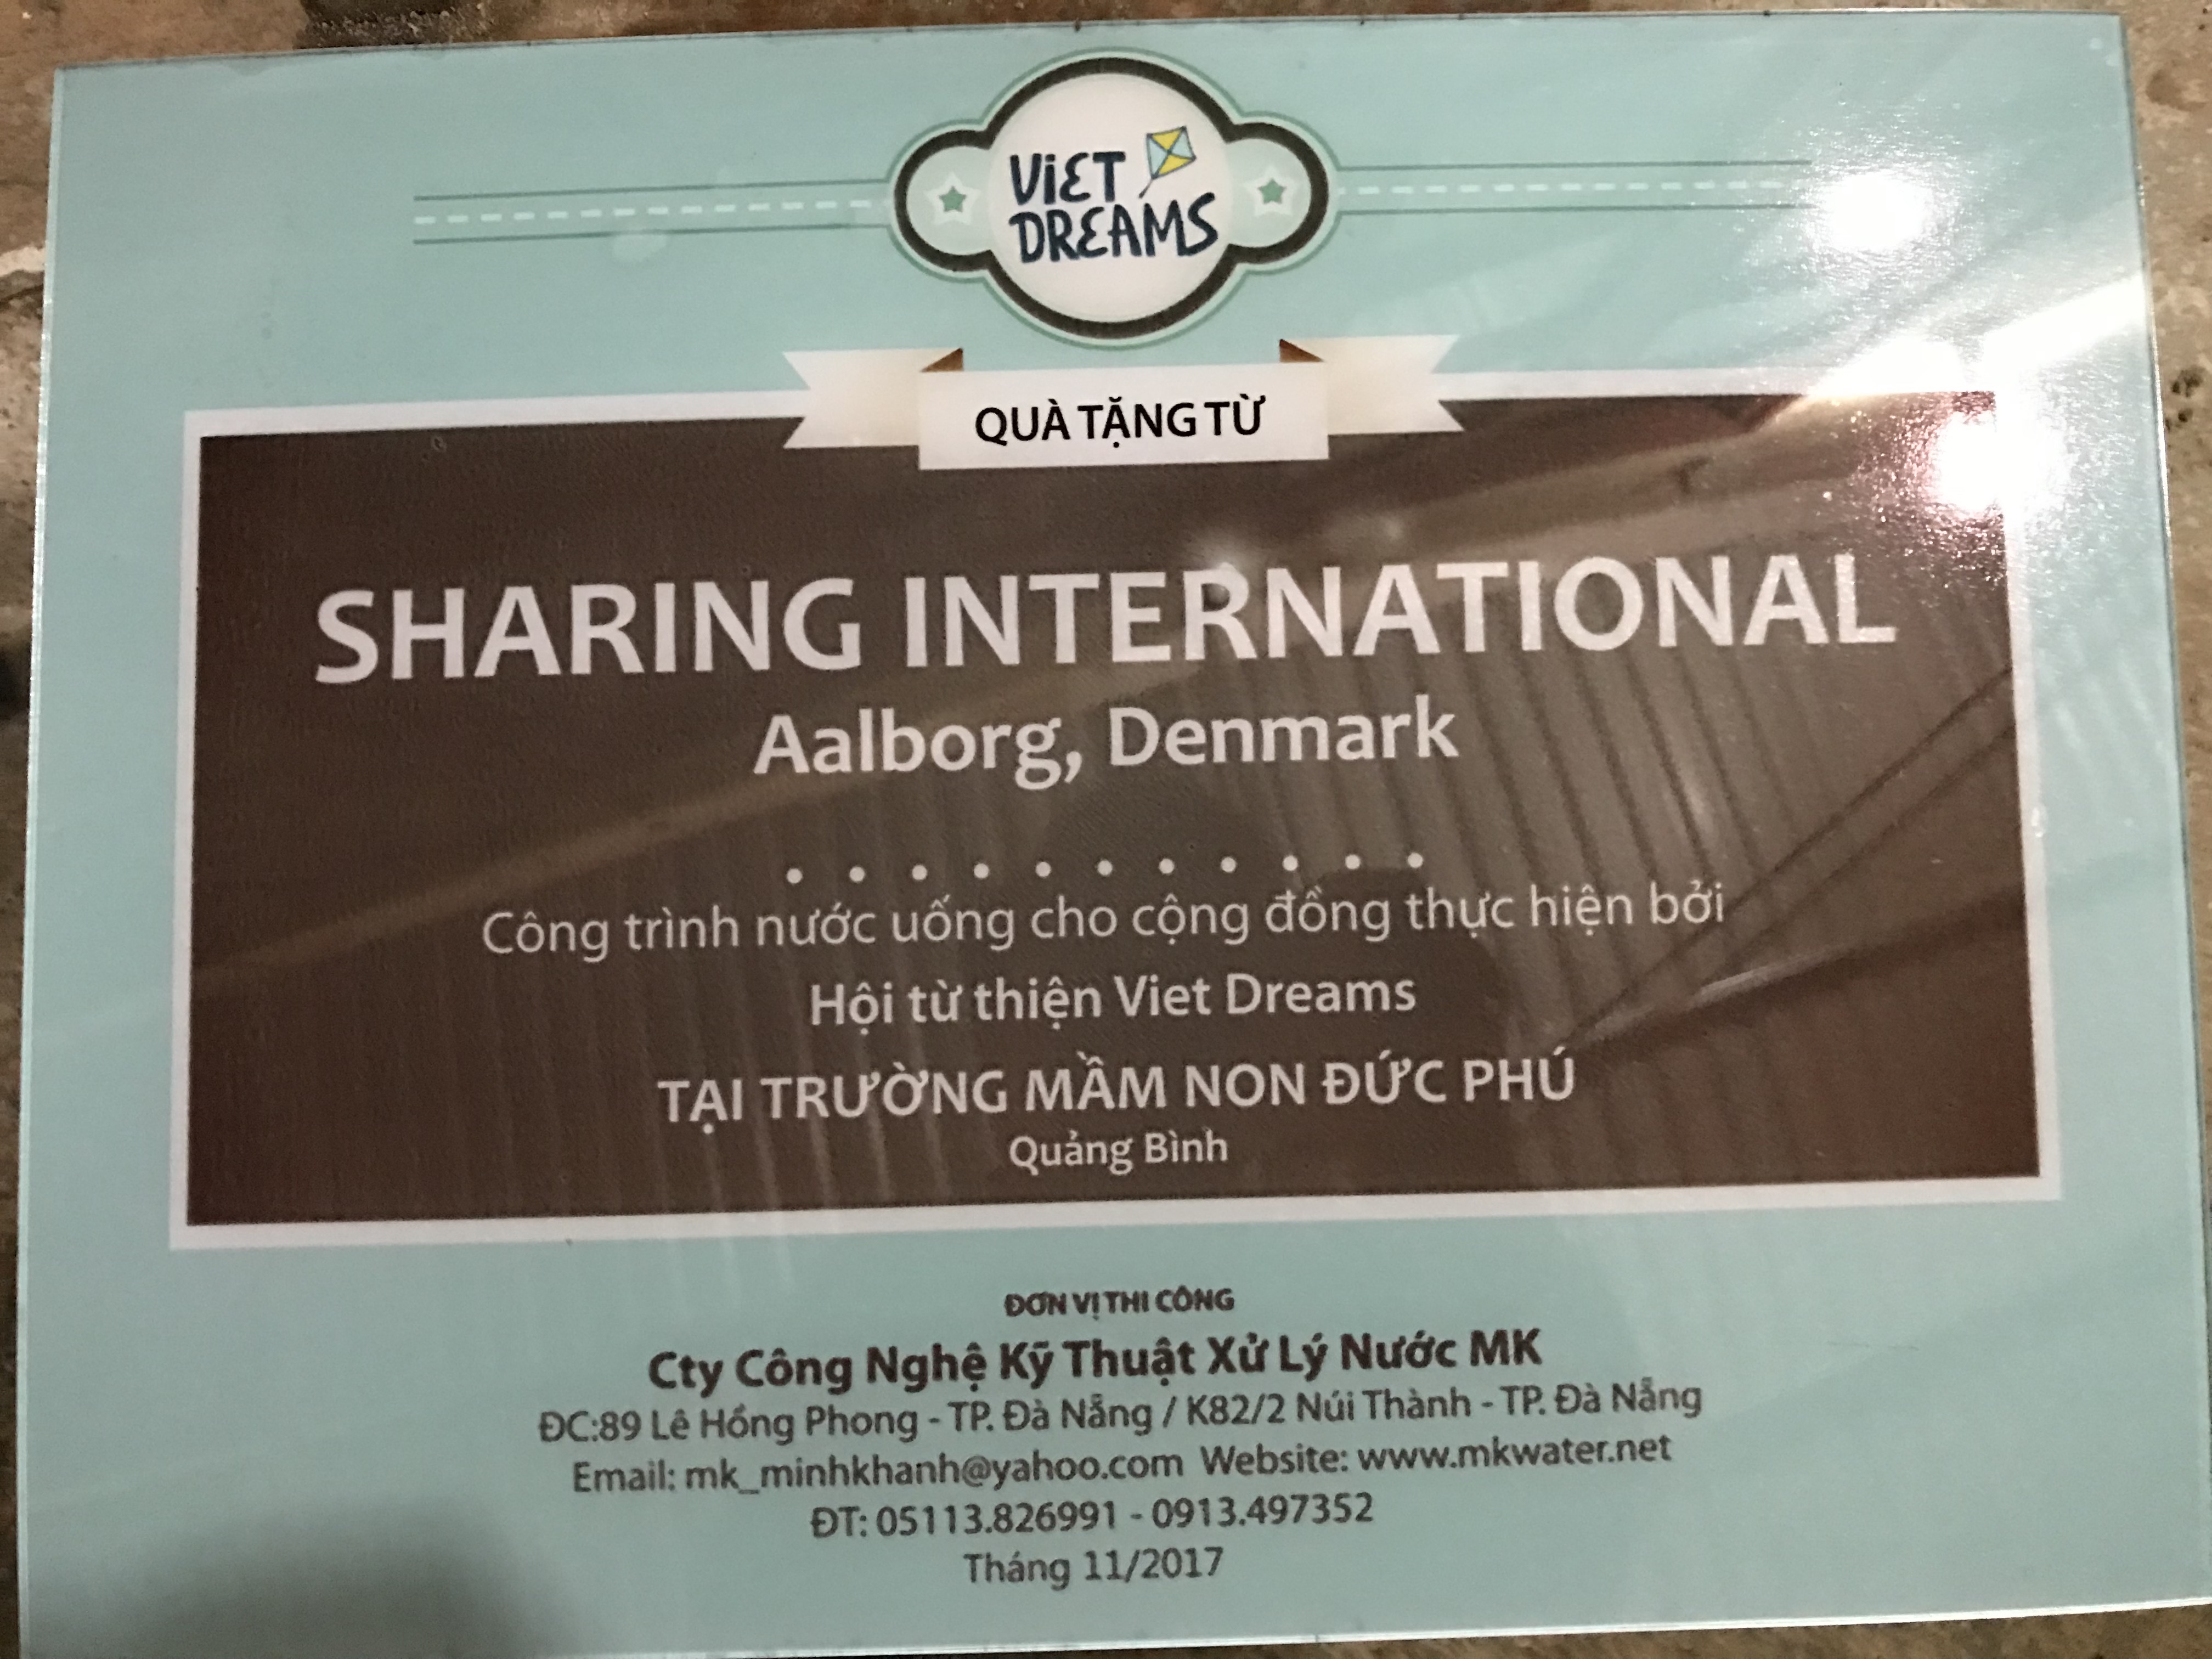 ViET
DREAMS
QUÀ TẶNG TỪ
SHARING INTERNATIONAL
Aalborg, Denmark
Công trình nước uống cho cộng đồng thực hiện bởi
Hội từ thiện Viet Dreams
TẠI TRƯỜNG MẦM NON ĐỨC PHÚ
Quảng Bình
ĐƠN VỊ THI CÔNG
Cty Công Nghệ Kỹ Thuật Xử Lý Nước MK
ĐC:89 Lê Hồng Phong - TP. Đà Nẵng / K82/2 Núi Thành - TP. Đà Nẵng
Email: mk_minhkhanh@yahoo.com Website: www.mkwater.net
ĐT: 05113.826991 - 0913.497352
Tháng 11/2017